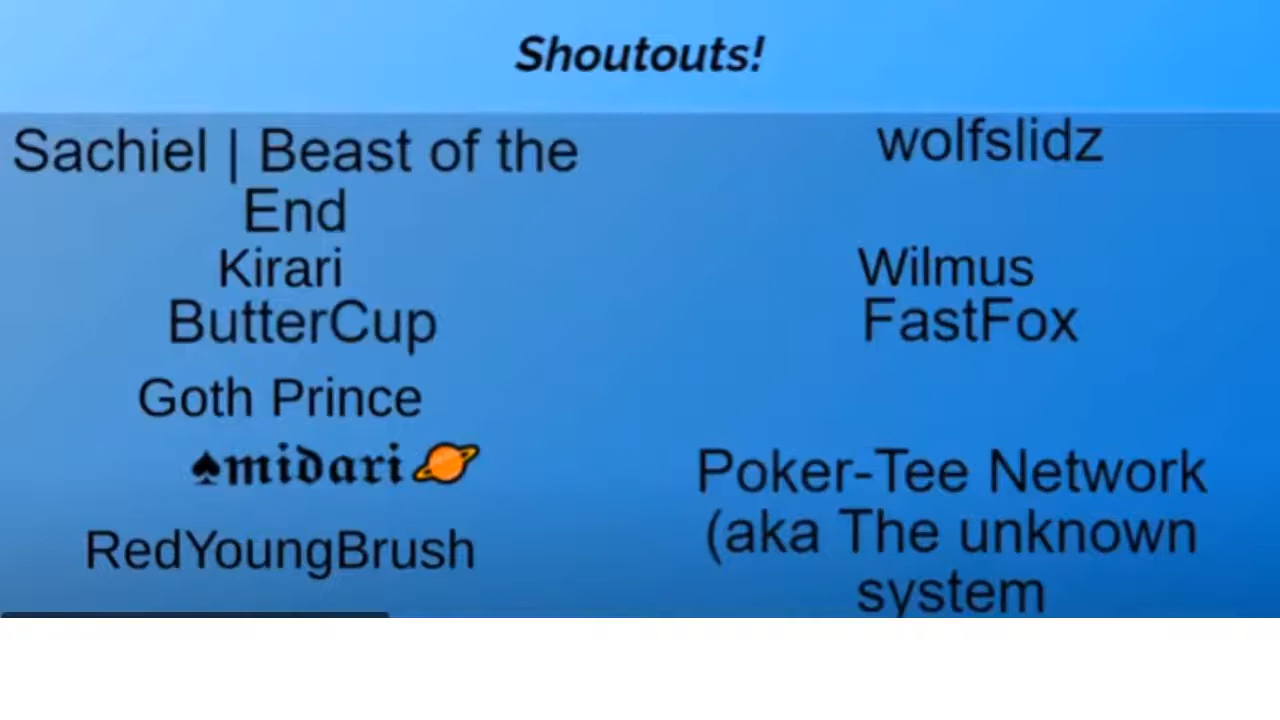 Shoutouts!
Sachiel | Beast of the
End
Kirari
ButterCup
Goth Prince
♠𝖒𝖎𝖉𝖆𝖗𝖎🪐
RedYoungBrush
wolfslidz
Wilmus
FastFox
Poker-Tee Network
(aka The unknown
system